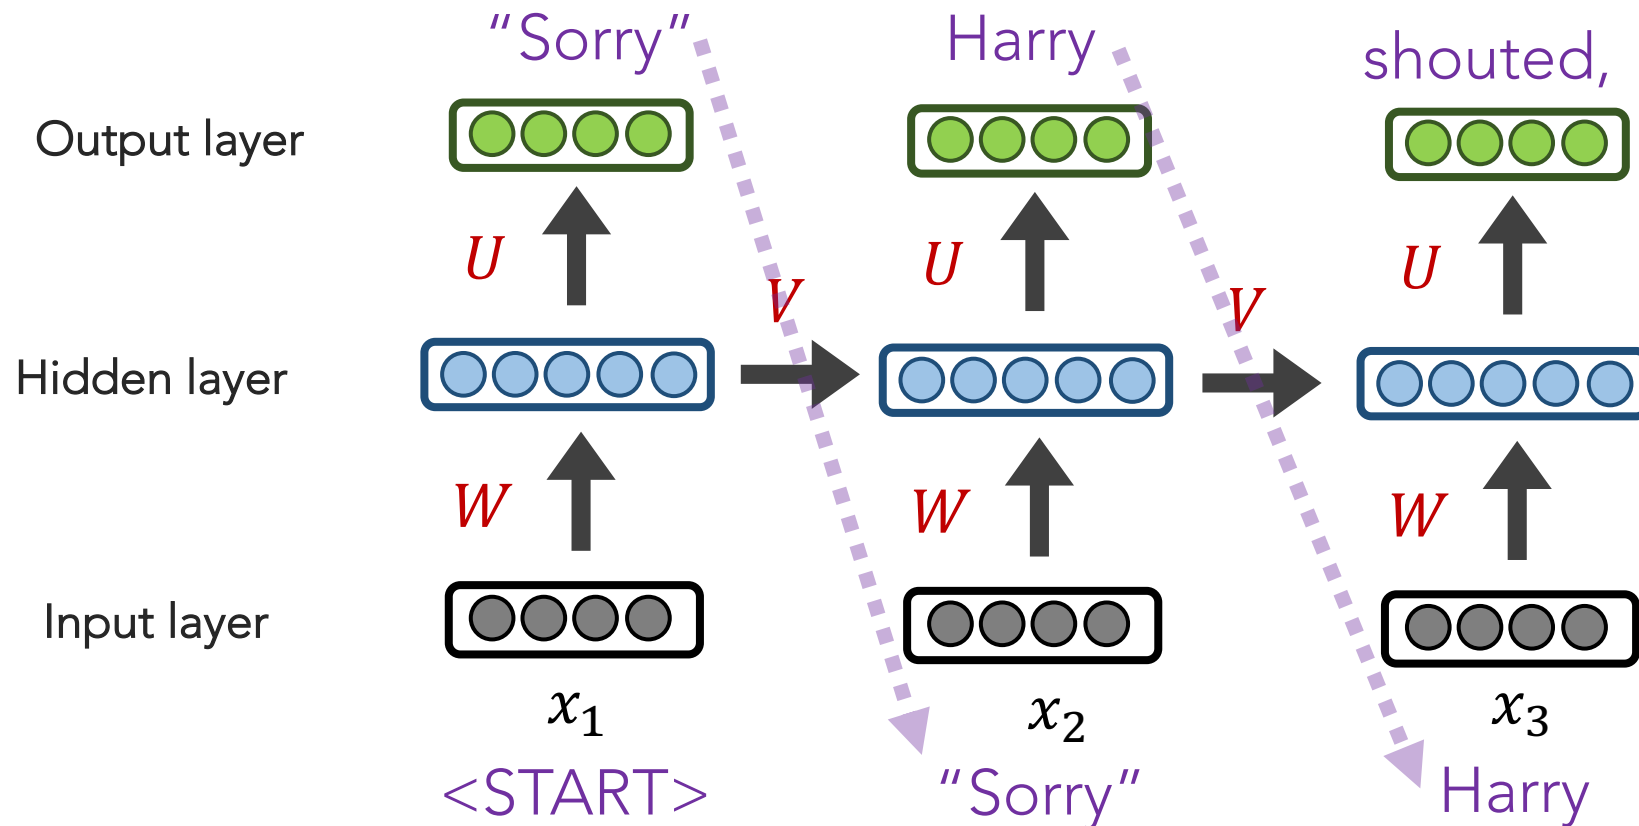 “Sorry” Harry shouted,
Output layer
U U U
V V
Hidden layer
W W W
Input layer
x₁ x₂ x₃
<START> “Sorry” Harry